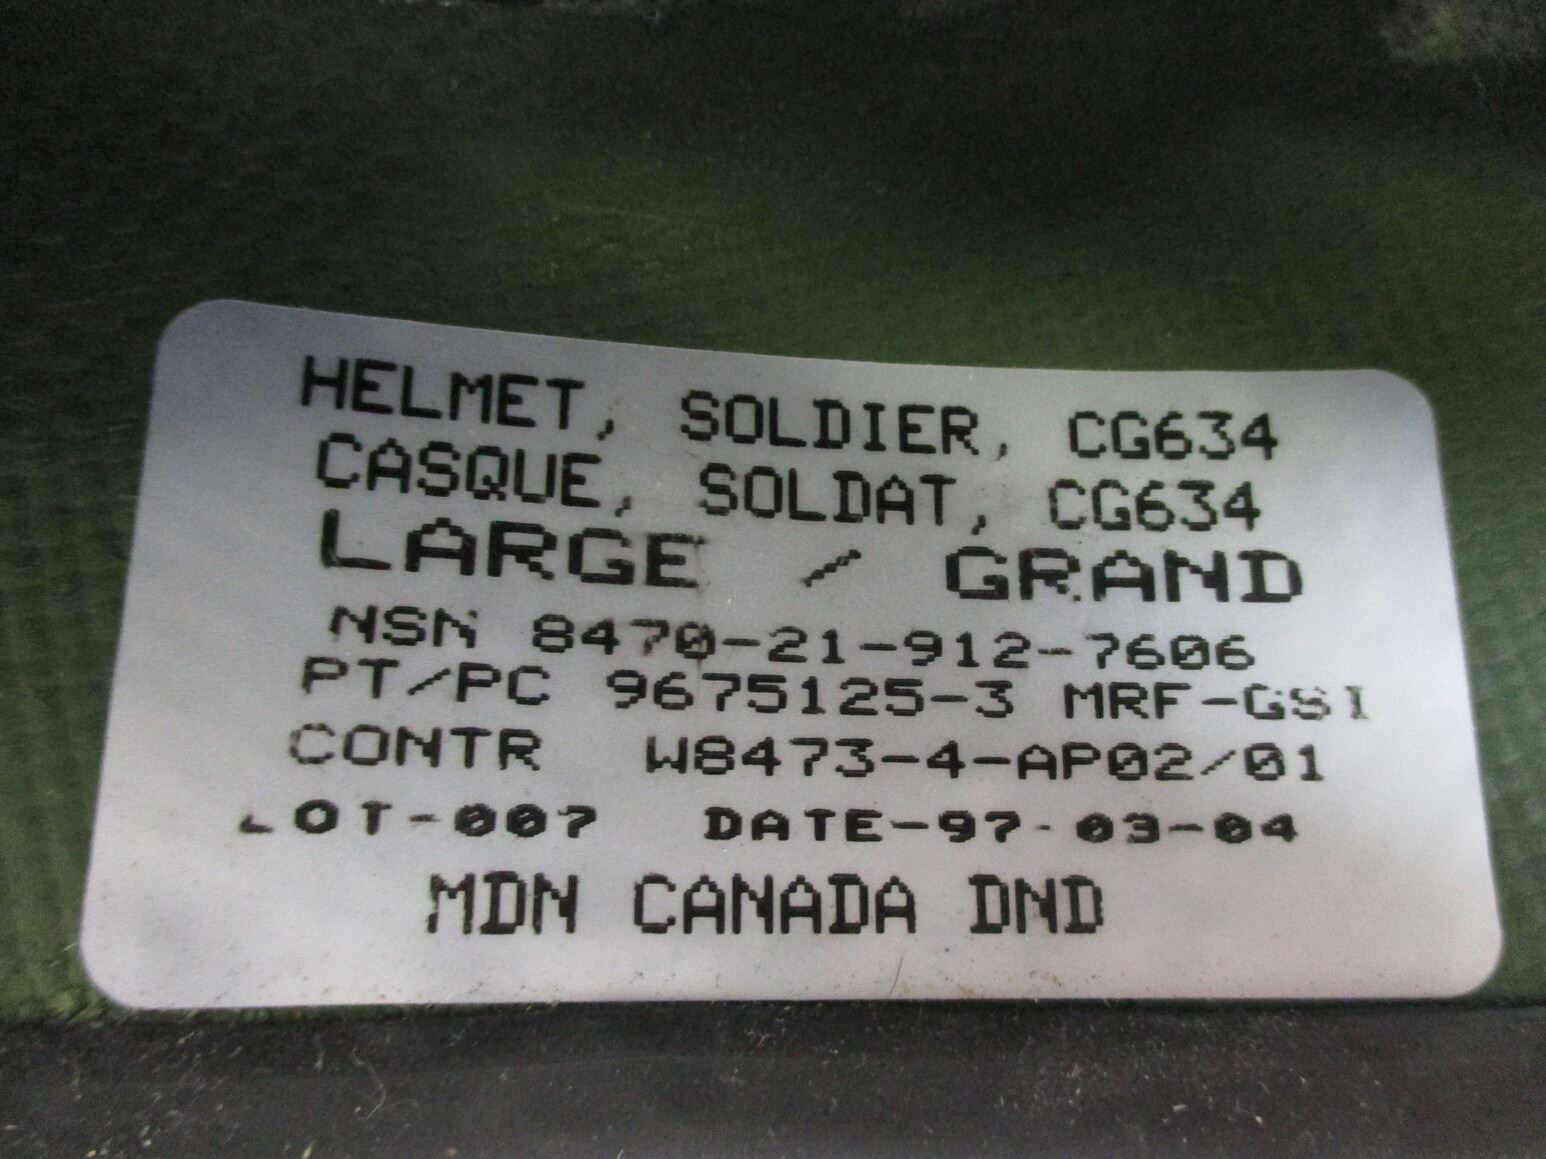 HELMET, SOLDIER, CG634
CASQUE, SOLDAT, CG634
LARGE / GRAND
NSN 8470-21-912-7606
PT/PC 9675125-3 MRF-GSI
CONTR W8473-4-AP02/01
LOT-007 DATE-97-03-04
MDN CANADA DND